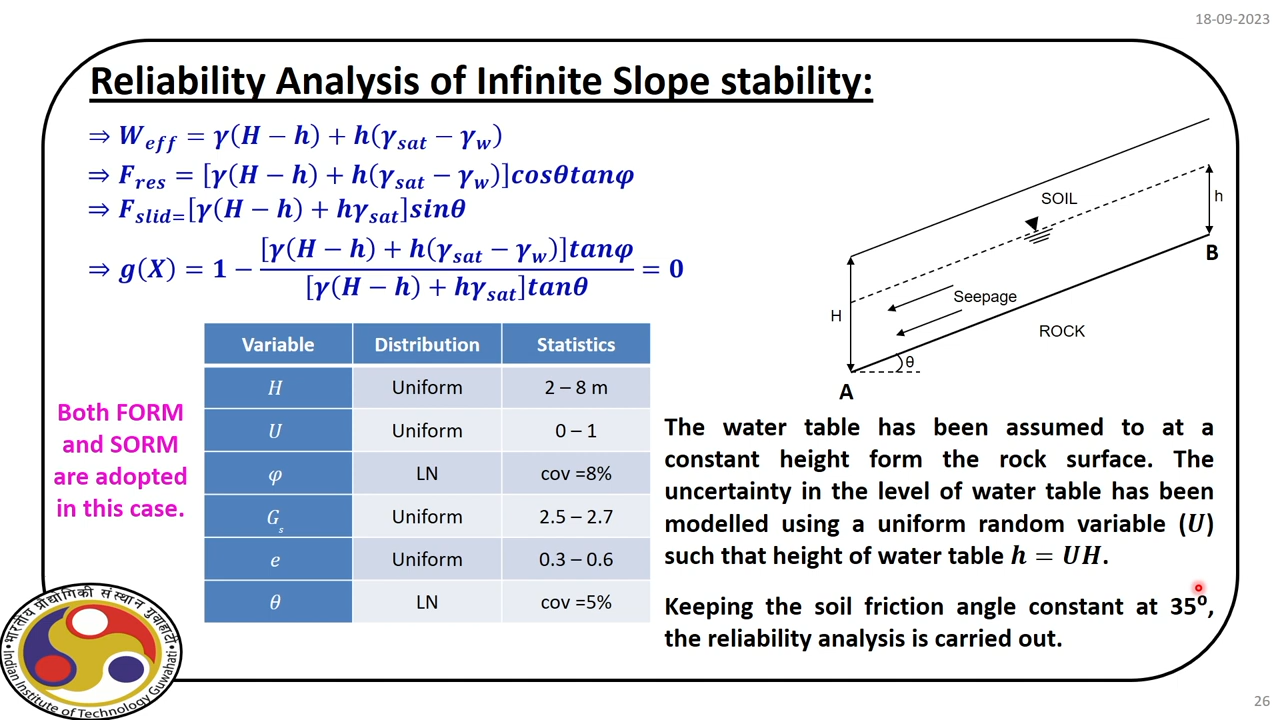 18-09-2023
Reliability Analysis of Infinite Slope stability:
⇒ W_eff = γ(H − h) + h(γ_sat − γ_w)
⇒ F_res = [γ(H − h) + h(γ_sat − γ_w)]cosθtanφ
⇒ F_slid= [γ(H − h) + hγ_sat]sinθ
⇒ g(X) = 1 − [γ(H − h) + h(γ_sat − γ_w)]tanφ / [γ(H − h) + hγ_sat]tanθ = 0
SOIL
h
B
Seepage
H
ROCK
θ
A
Variable Distribution Statistics
H Uniform 2 – 8 m
U Uniform 0 – 1
φ LN cov =8%
G_s Uniform 2.5 – 2.7
e Uniform 0.3 – 0.6
θ LN cov =5%
Both FORM
and SORM
are adopted
in this case.
The water table has been assumed to at a
constant height form the rock surface. The
uncertainty in the level of water table has been
modelled using a uniform random variable (U)
such that height of water table h = UH.
Keeping the soil friction angle constant at 35º,
the reliability analysis is carried out.
भारतीय प्रौद्योगिकी संस्थान गुवाहाटी
Indian Institute of Technology Guwahati
26